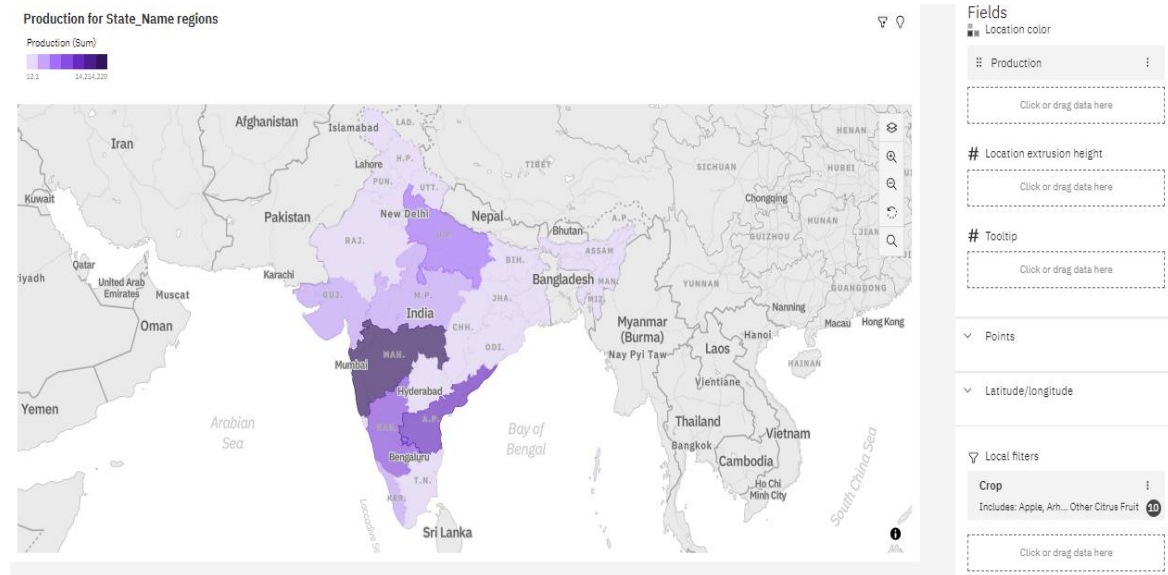 Production for State_Name regions
Production (Sum)
12.1 14,214,220
Fields
Location color
Production
Click or drag data here
# Location extrusion height
Click or drag data here
# Tooltip
Click or drag data here
Points
Latitude/longitude
Local filters
Crop
Includes: Apple, Arh... Other Citrus Fruit 10
Click or drag data here
Afghanistan
Islamabad
LAD.
HENAN
Iran
Lahore
H.P.
TIBET
SICHUAN
HUBEI
PUN.
UTT.
Kuwait
Chongqing
Pakistan
New Delhi
Nepal
A.P.
HUNAN
Bhutan
GUIZHOU
JIAN
RAJ.
U.P.
ASSAM
BIH.
Qatar
riyadh
United Arab
Emirates
Muscat
Karachi
Bangladesh
MAN.
YUNNAN
GUANGDONG
GUJ.
M.P.
JHA.
MIZ.
India
Nanning
Oman
CHH.
Myanmar
(Burma)
Hanoi
Macau
Hong Kong
ODI.
Nay Pyi Taw
Laos
MAH.
Mumbai
HAINAN
Hyderabad
Vientiane
Yemen
Arabian
Sea
KAR.
A.P.
Bay of
Bengal
Thailand
Vietnam
Bengaluru
Bangkok
Cambodia
T.N.
Ho Chi
Minh City
KER.
South China Sea
Sri Lanka